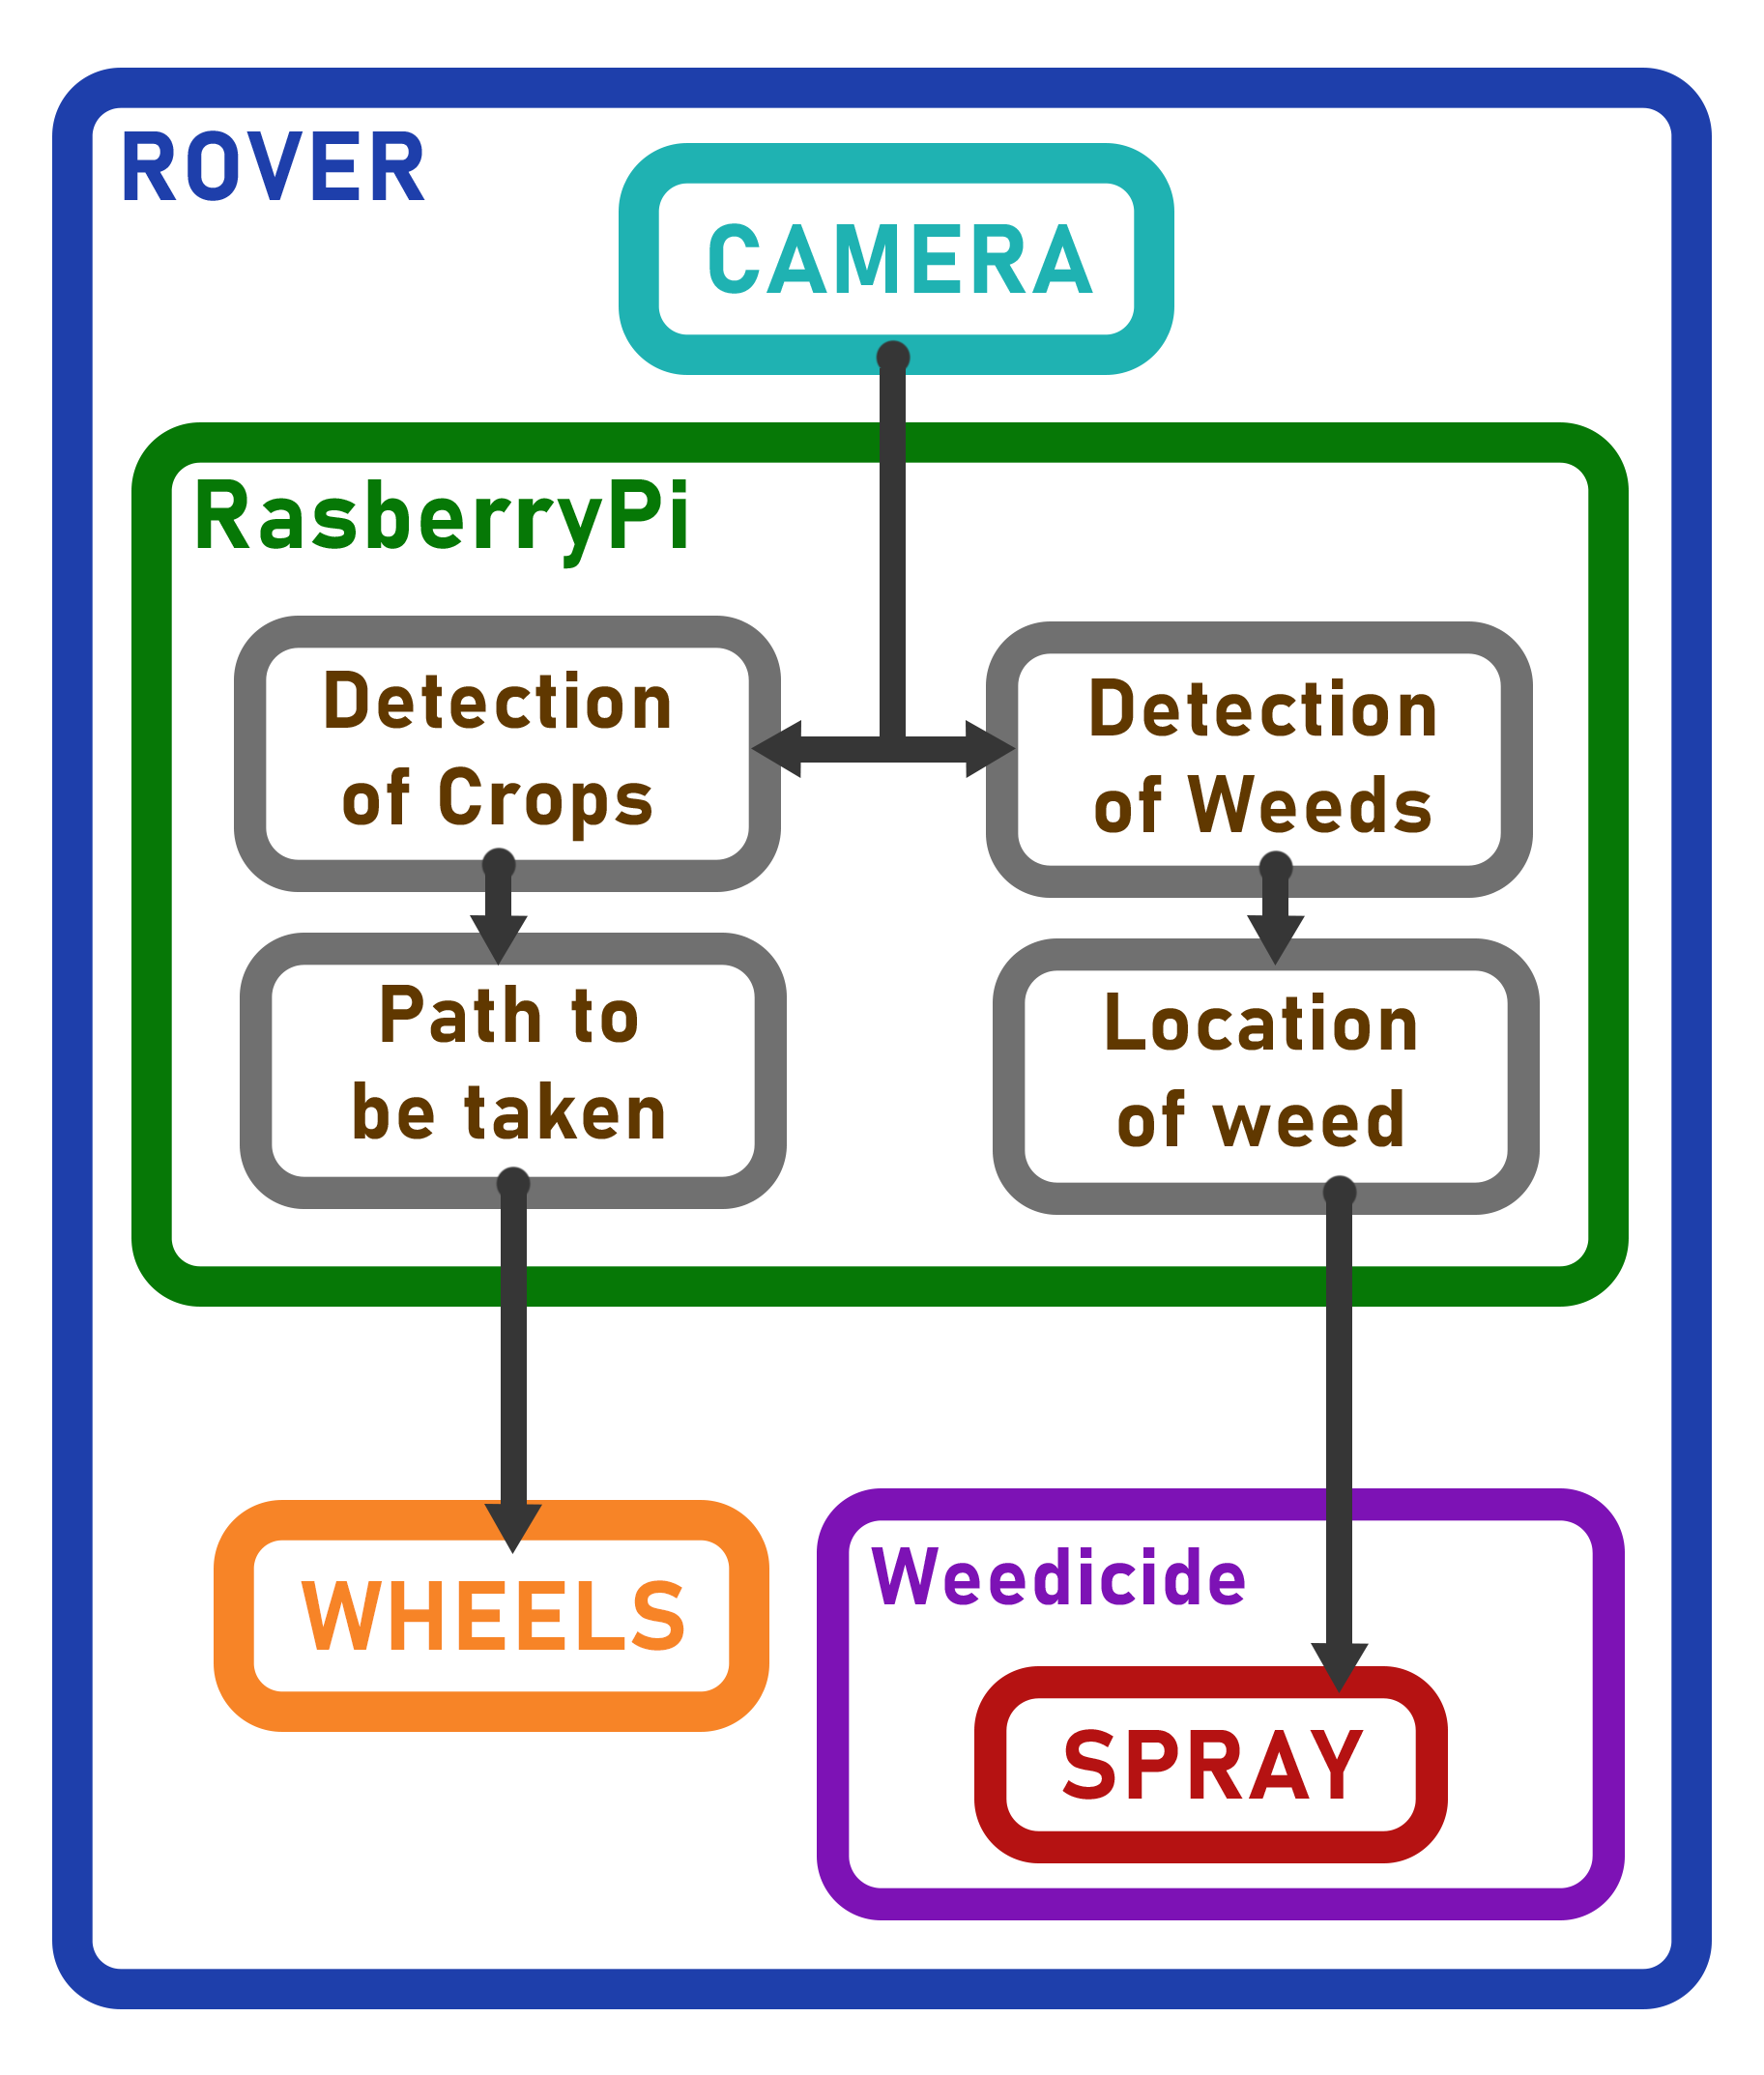 ROVER
CAMERA
RasberryPi
Detection
of Crops
Detection
of Weeds
Path to
be taken
Location
of weed
WHEELS
Weedicide
SPRAY